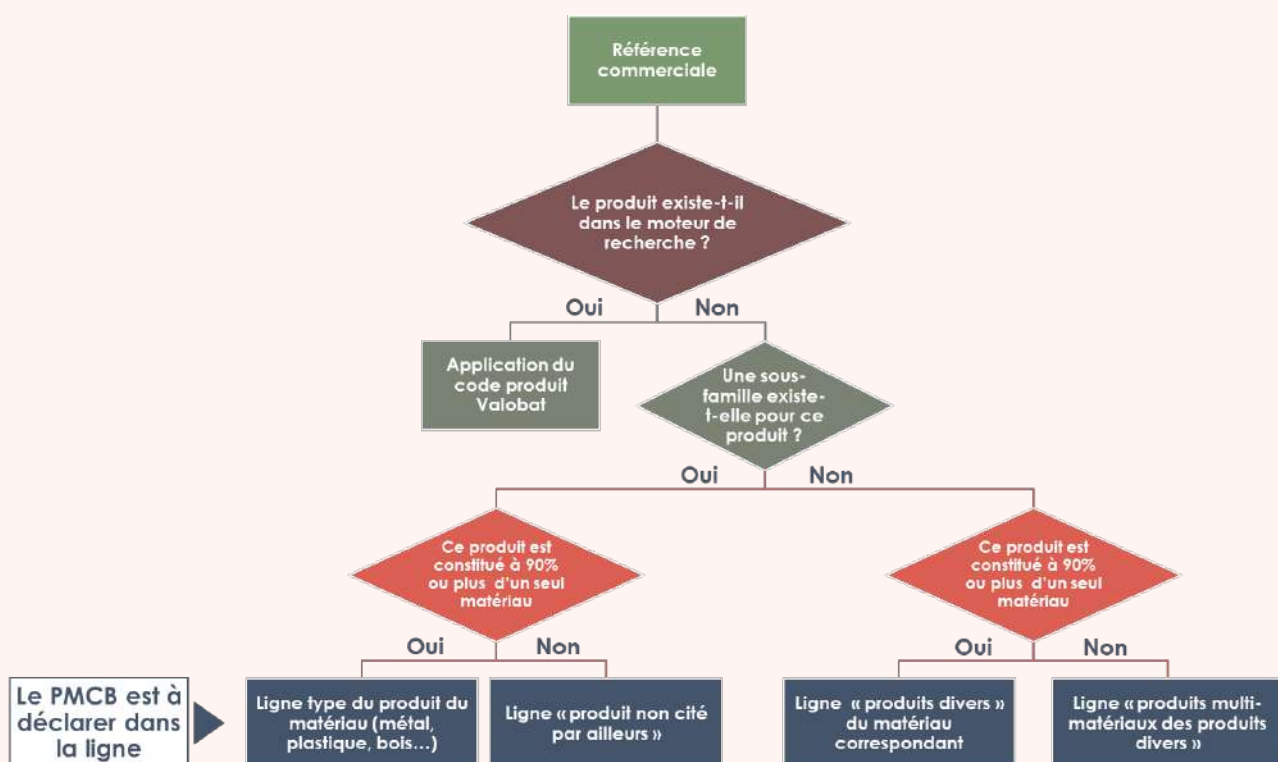 Référence
commerciale
Le produit existe-t-il
dans le moteur de
recherche ?
Oui
Non
Application du
code produit
Valobat
Une sous-
famille existe-
t-elle pour ce
produit ?
Oui
Non
Ce produit est
constitué à 90%
ou plus d'un seul
matériau
Ce produit est
constitué à 90%
ou plus d'un seul
matériau
Oui
Non
Oui
Non
Le PMCB est à
déclarer dans
la ligne
Ligne type du produit du
matériau (métal,
plastique, bois...)
Ligne « produit non cité
par ailleurs »
Ligne « produits divers »
du matériau
correspondant
Ligne « produits multi-
matériaux des produits
divers »